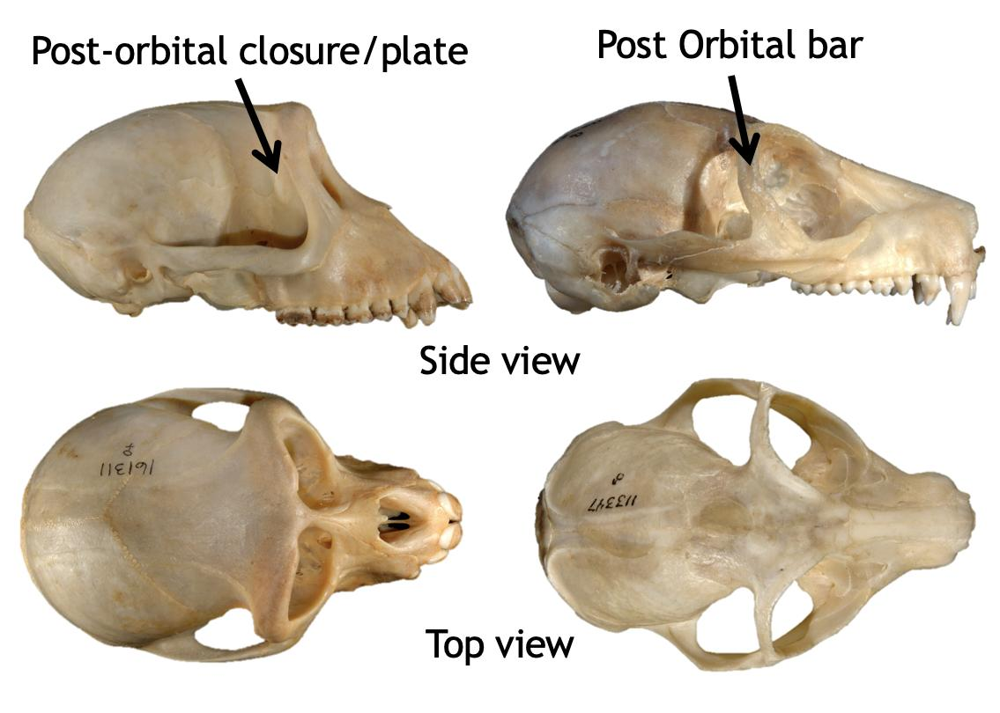 Post-orbital closure/plate
Post Orbital bar
Side view
161311
♀
113347
♂
Top view